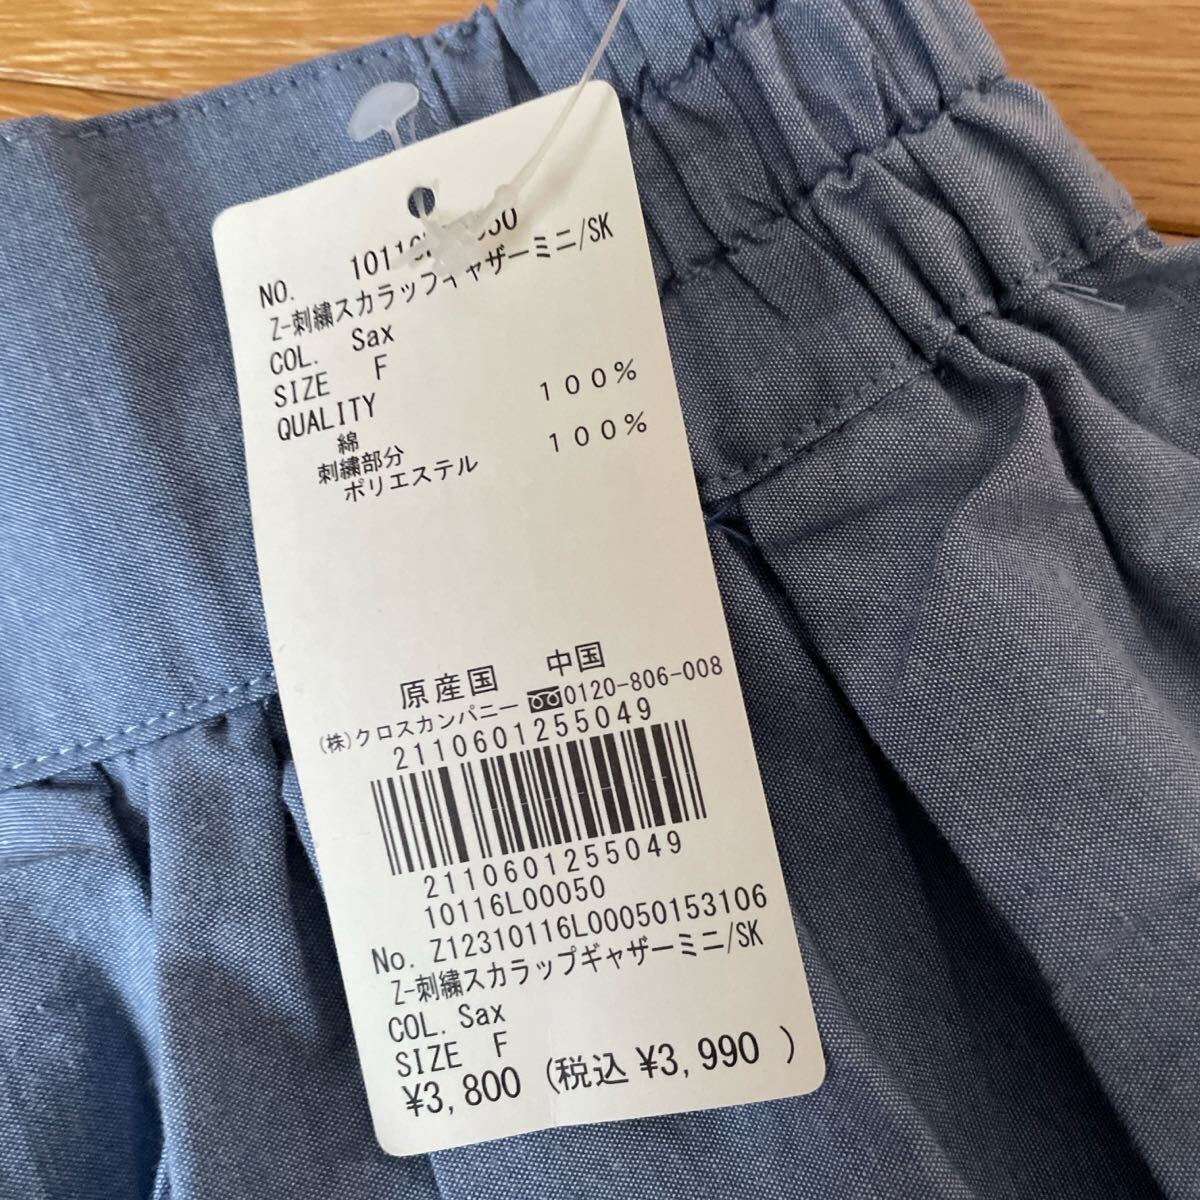 NO. 10116L00050
Z-刺繍スカラップギャザーミニ/SK
COL. Sax
SIZE F
QUALITY
綿 100%
刺繍部分
ポリエステル 100%
原産国 中国
(株)クロスカンパニー 0120-806-008
2110601255049
2110601255049
10116L00050
No. Z12310116L00050153106
Z-刺繍スカラップギャザーミニ/SK
COL. Sax
SIZE F
¥3,800 (税込 ¥3,990 )